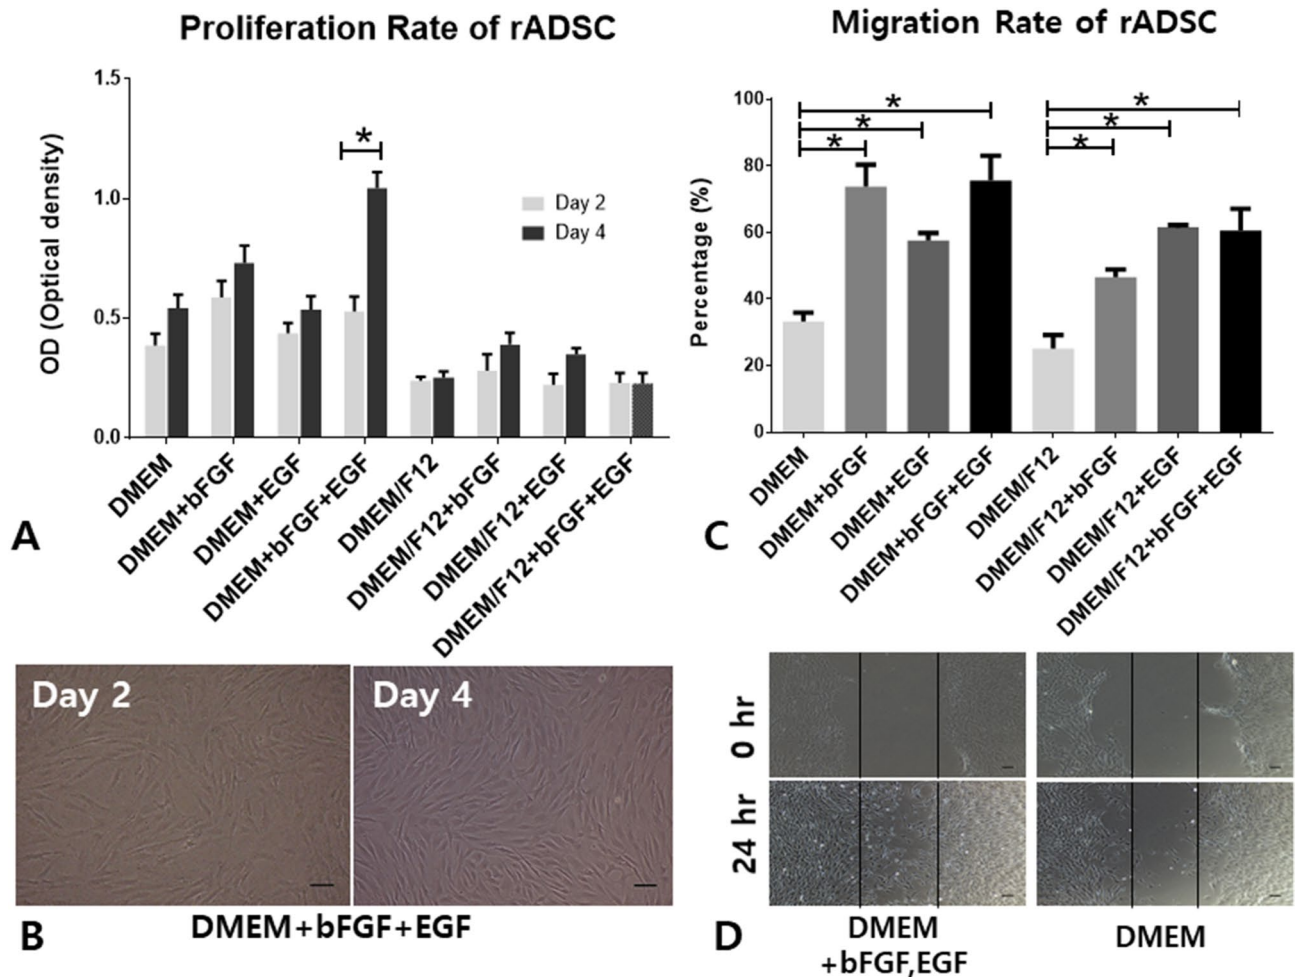 Proliferation Rate of rADSC
OD (Optical density)
1.5
1.0
0.5
0.0
*
Day 2
Day 4
DMEM
DMEM+bFGF
DMEM+EGF
DMEM+bFGF+EGF
DMEM/F12
DMEM/F12+bFGF
DMEM/F12+EGF
DMEM/F12+bFGF+EGF
A
Migration Rate of rADSC
Percentage (%)
100
80
60
40
20
0
* *
* *
* *
DMEM
DMEM+bFGF
DMEM+EGF
DMEM+bFGF+EGF
DMEM/F12
DMEM/F12+bFGF
DMEM/F12+EGF
DMEM/F12+bFGF+EGF
C
Day 2
Day 4
B
DMEM+bFGF+EGF
0 hr
24 hr
D
DMEM
+bFGF,EGF
DMEM